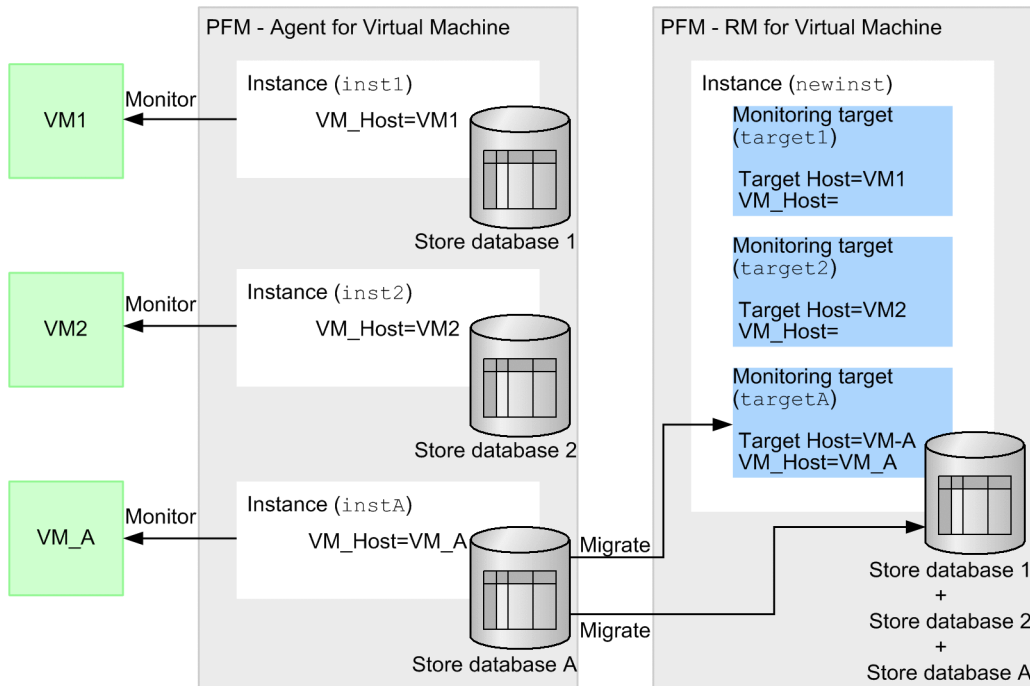 PFM - Agent for Virtual Machine
PFM - RM for Virtual Machine
VM1
Monitor
Instance (inst1)
VM_Host=VM1
Store database 1
VM2
Monitor
Instance (inst2)
VM_Host=VM2
Store database 2
VM_A
Monitor
Instance (instA)
VM_Host=VM_A
Store database A
Migrate
Migrate
Instance (newinst)
Monitoring target
(target1)
Target Host=VM1
VM_Host=
Monitoring target
(target2)
Target Host=VM2
VM_Host=
Monitoring target
(targetA)
Target Host=VM-A
VM_Host=VM_A
Store database 1
+
Store database 2
+
Store database A